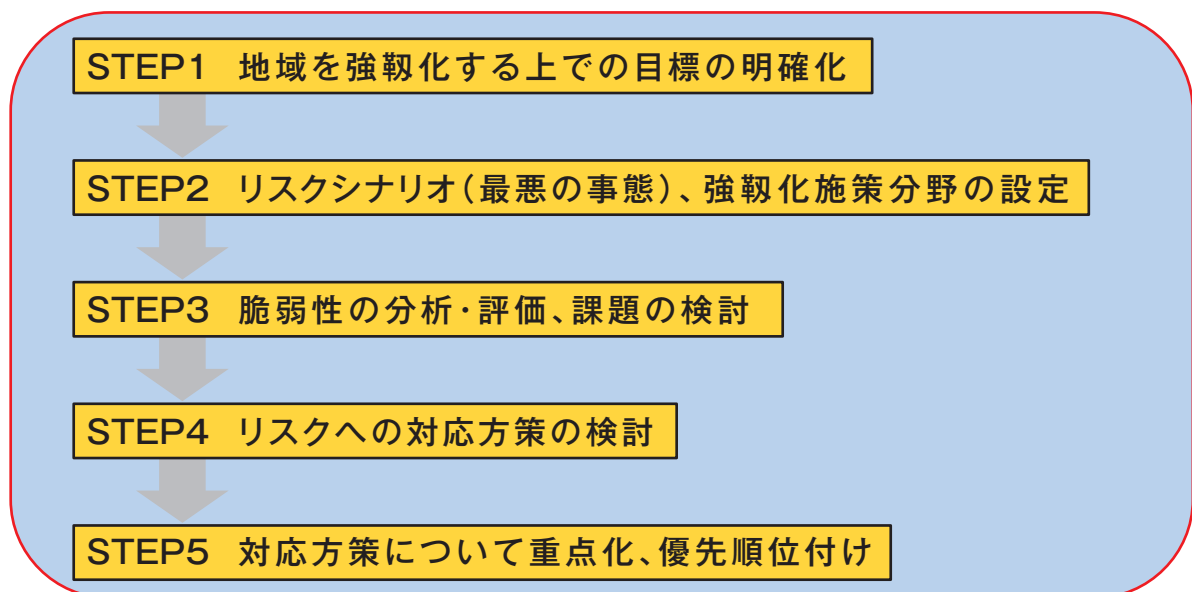 STEP1 地域を強靱化する上での目標の明確化
STEP2 リスクシナリオ（最悪の事態）、強靱化施策分野の設定
STEP3 脆弱性の分析・評価、課題の検討
STEP4 リスクへの対応方策の検討
STEP5 対応方策について重点化、優先順位付け